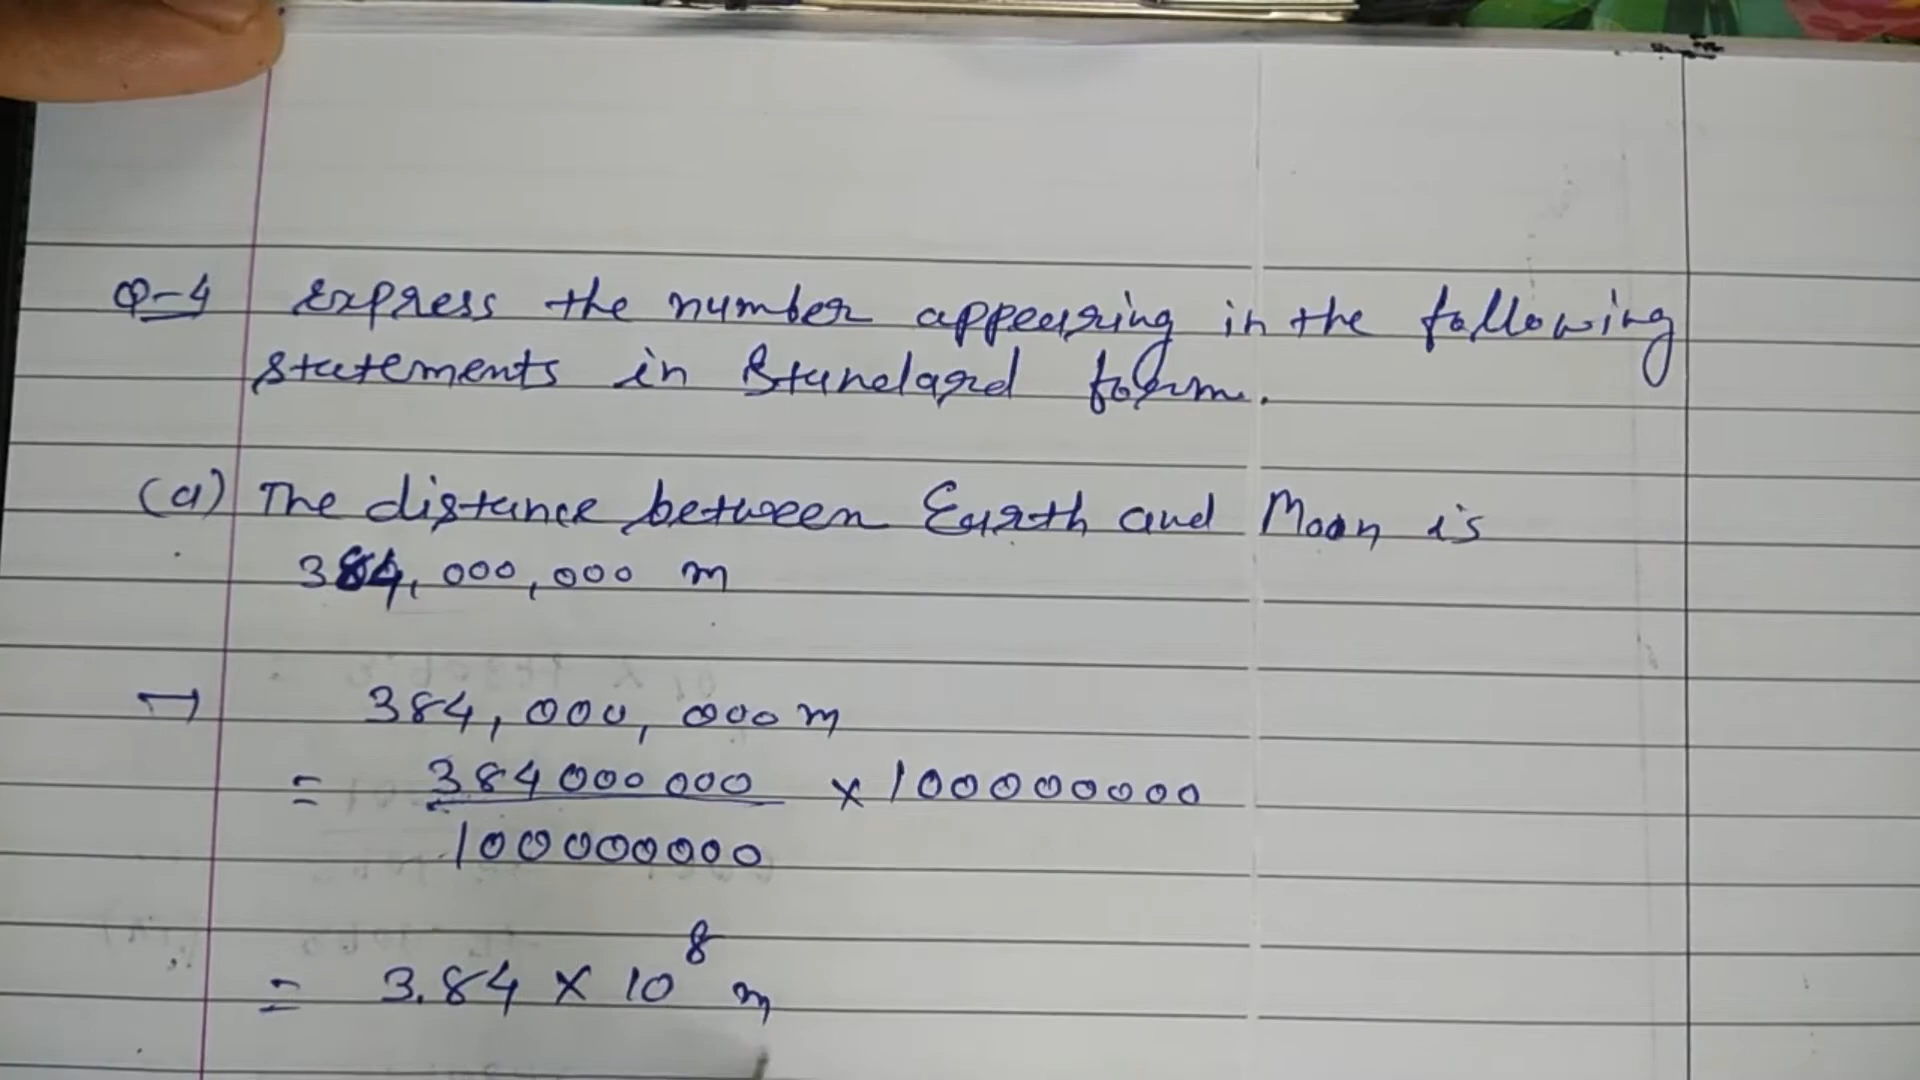 Q-4 Express the number appearing in the following
statements in Standard form.
(a) The distance between Earth and Moon is
384,000,000 m
→ 384,000,000 m
= 384000000 × 100000000
100000000
= 3.84 × 10⁸ m